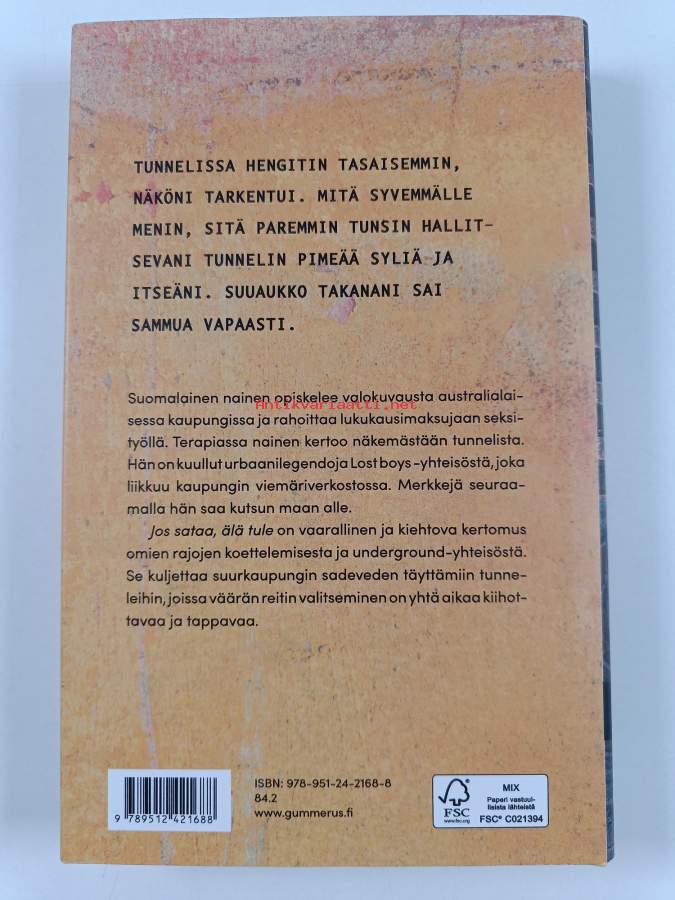 TUNNELISSA HENGITIN TASAISEMMIN,
NÄKÖNI TARKENTUI. MITÄ SYVEMMÄLLE
MENIN, SITÄ PAREMMIN TUNSIN HALLIT-
SEVANI TUNNELIN PIMEÄÄ SYLIÄ JA
ITSEÄNI. SUUAUKKO TAKANANI SAI
SAMMUA VAPAASTI.
Suomalainen nainen opiskelee valokuvausta australialai-
Antikvariaatti.net
sessa kaupungissa ja rahoittaa lukukausimaksujaan seksi-
työllä. Terapiassa nainen kertoo näkemästään tunnelista.
Hän on kuullut urbaanilegendoja Lost boys -yhteisöstä, joka
liikkuu kaupungin viemäriverkostossa. Merkkejä seuraa-
malla hän saa kutsun maan alle.
Jos sataa, älä tule on vaarallinen ja kiehtova kertomus
omien rajojen koettelemisesta ja underground-yhteisöstä.
Se kuljettaa suurkaupungin sadeveden täyttämiin tunne-
leihin, joissa väärän reitin valitseminen on yhtä aikaa kiihot-
tavaa ja tappavaa.
ISBN: 978-951-24-2168-8
84.2
www.gummerus.fi
9 789512 421688
FSC
www.fsc.org
MIX
Paperi vastuul-
lisista lähteistä
FSC® C021394